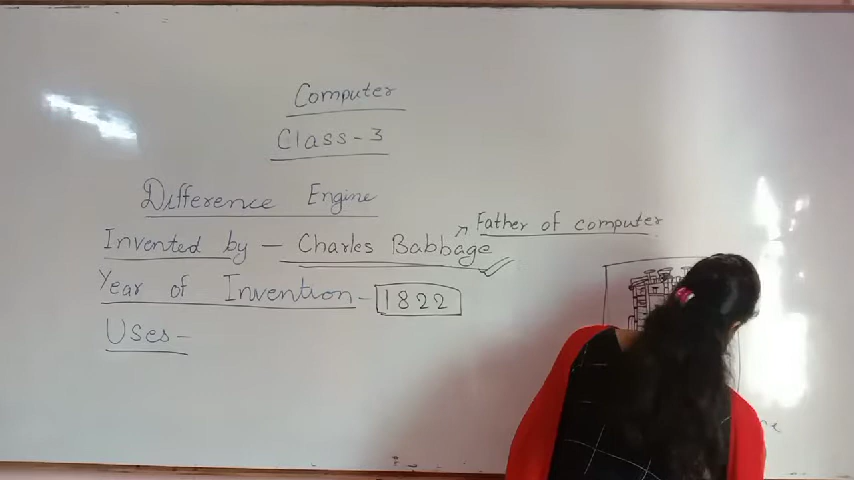 Computer
Class-3
Difference Engine
Father of computer
Invented by - Charles Babbage
Year of Invention - 1822
Uses-